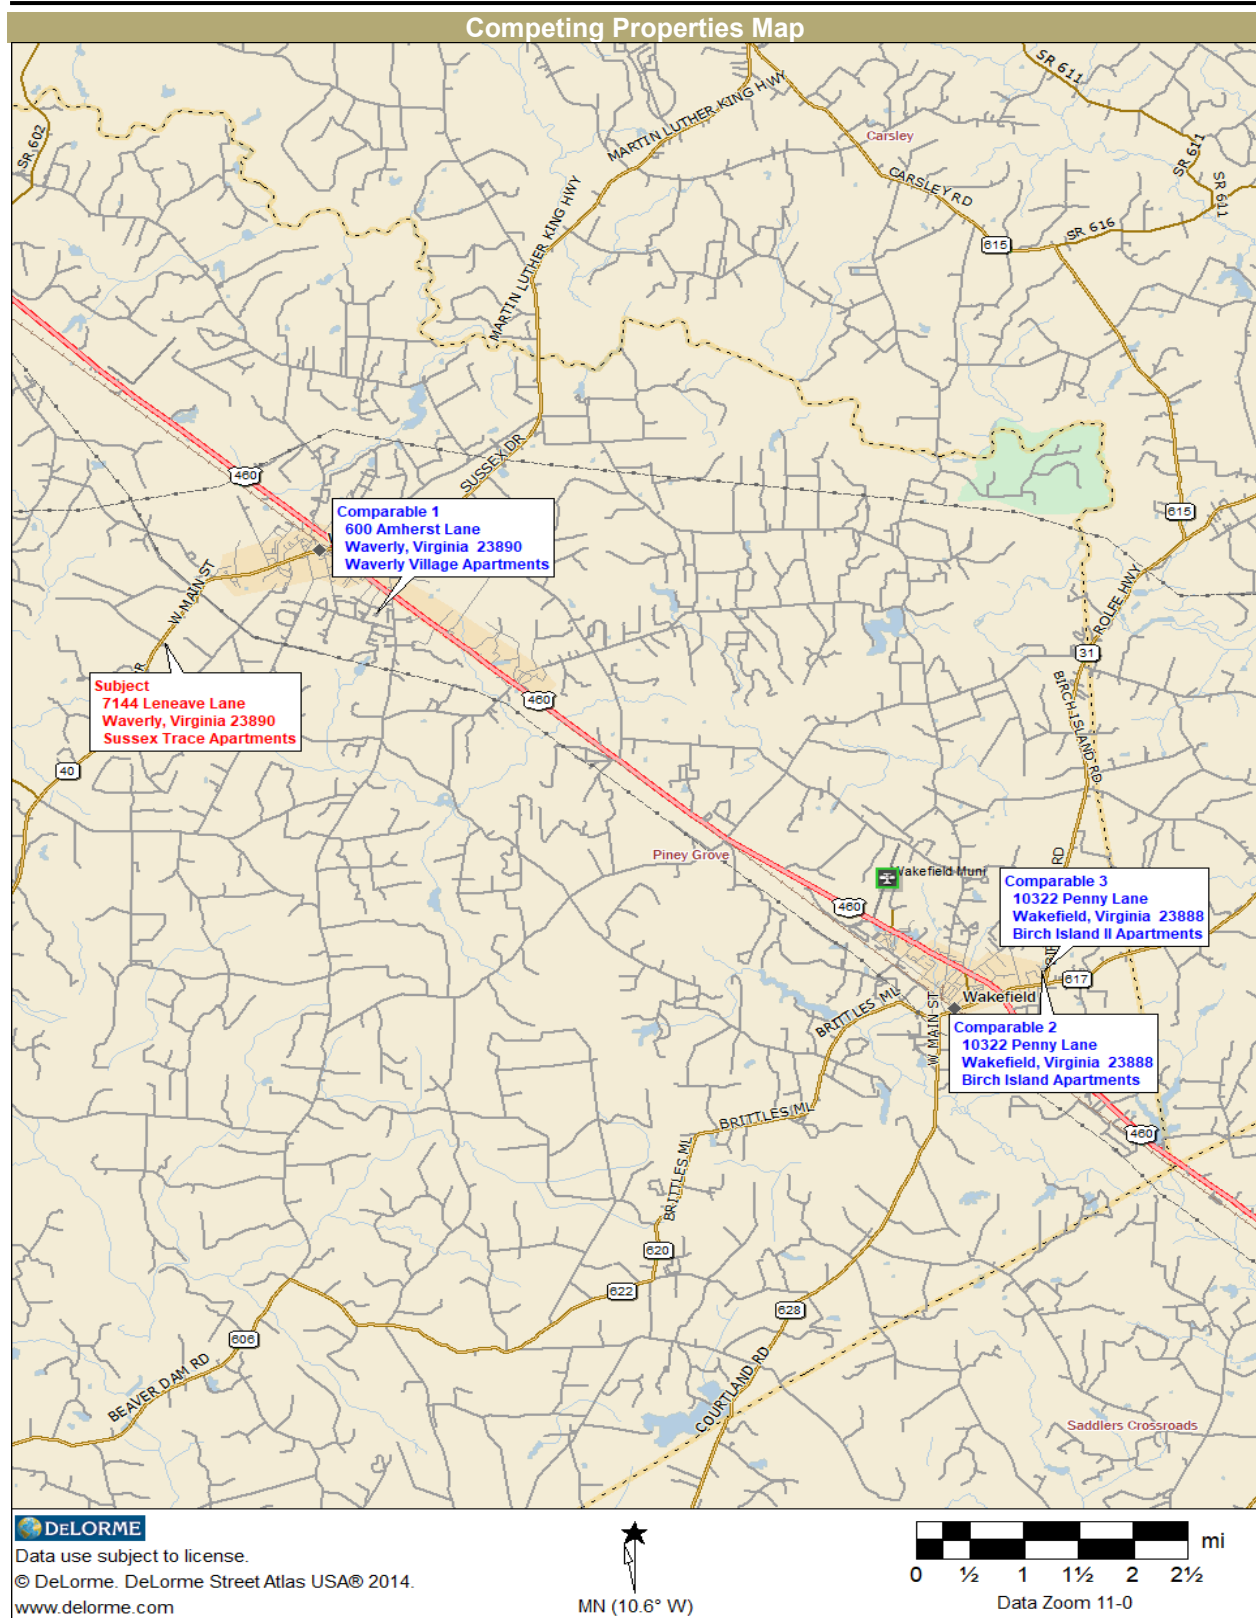 Competing Properties Map
SR 602
SR 611
MARTIN LUTHER KING HWY
Carsley
SR 611
SR 611
CARSLEY RD
MARTIN LUTHER KING HWY
615
SR 616
460
SUSSEX DR
615
Comparable 1
600 Amherst Lane
Waverly, Virginia 23890
Waverly Village Apartments
W MAIN ST
ROLFE HWY
31
BIRCH ISLAND RD
Subject
7144 Leneave Lane
Waverly, Virginia 23890
Sussex Trace Apartments
460
40
Piney Grove
RD
Wakefield Muni
460
Comparable 3
10322 Penny Lane
Wakefield, Virginia 23888
Birch Island II Apartments
617
Wakefield
BRITTLES ML
W MAIN ST
Comparable 2
10322 Penny Lane
Wakefield, Virginia 23888
Birch Island Apartments
BRITTLES ML
460
BRITTLES ML
620
622
628
606
BEAVER DAM RD
COURTLAND RD
Saddlers Crossroads
DELORME
Data use subject to license.
© DeLorme. DeLorme Street Atlas USA® 2014.
www.delorme.com
MN (10.6° W)
mi
0 ½ 1 1½ 2 2½
Data Zoom 11-0